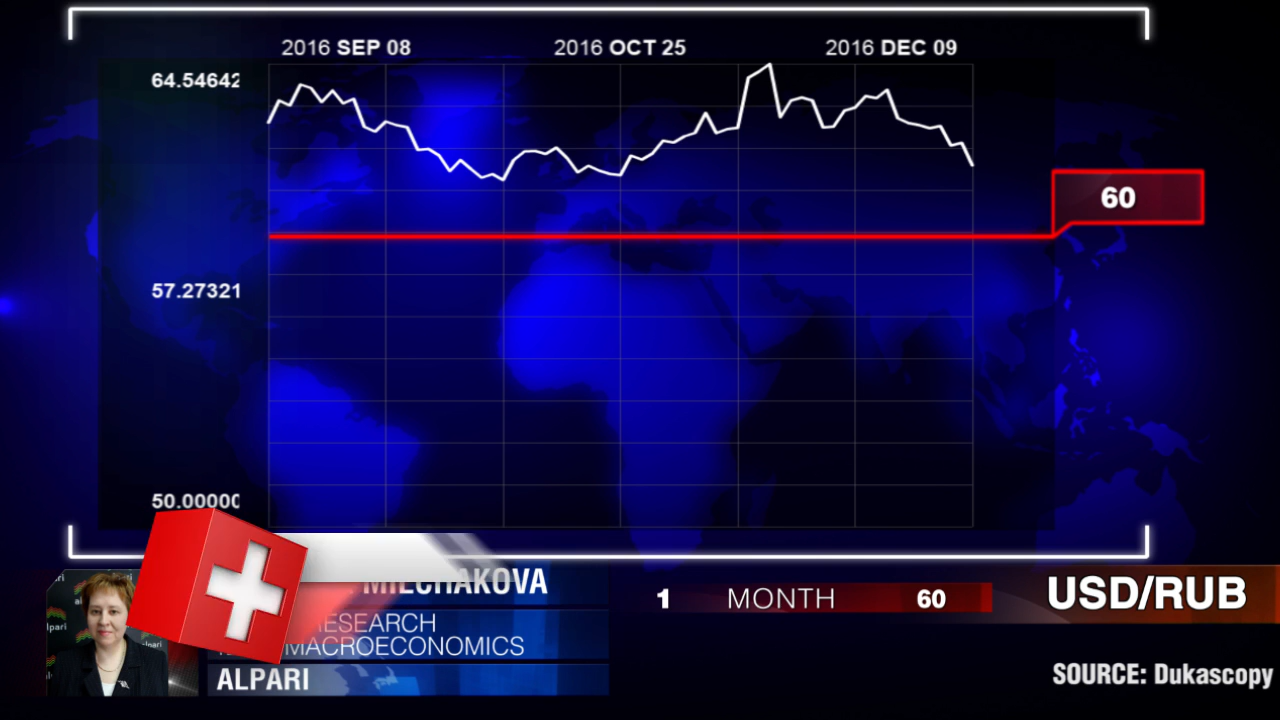 2016 SEP 08 2016 OCT 25 2016 DEC 09
64.54642
60
57.27321
50.00000
MILCHAKOVA
1 MONTH 60
USD/RUB
MACROECONOMICS
ALPARI
SOURCE: Dukascopy